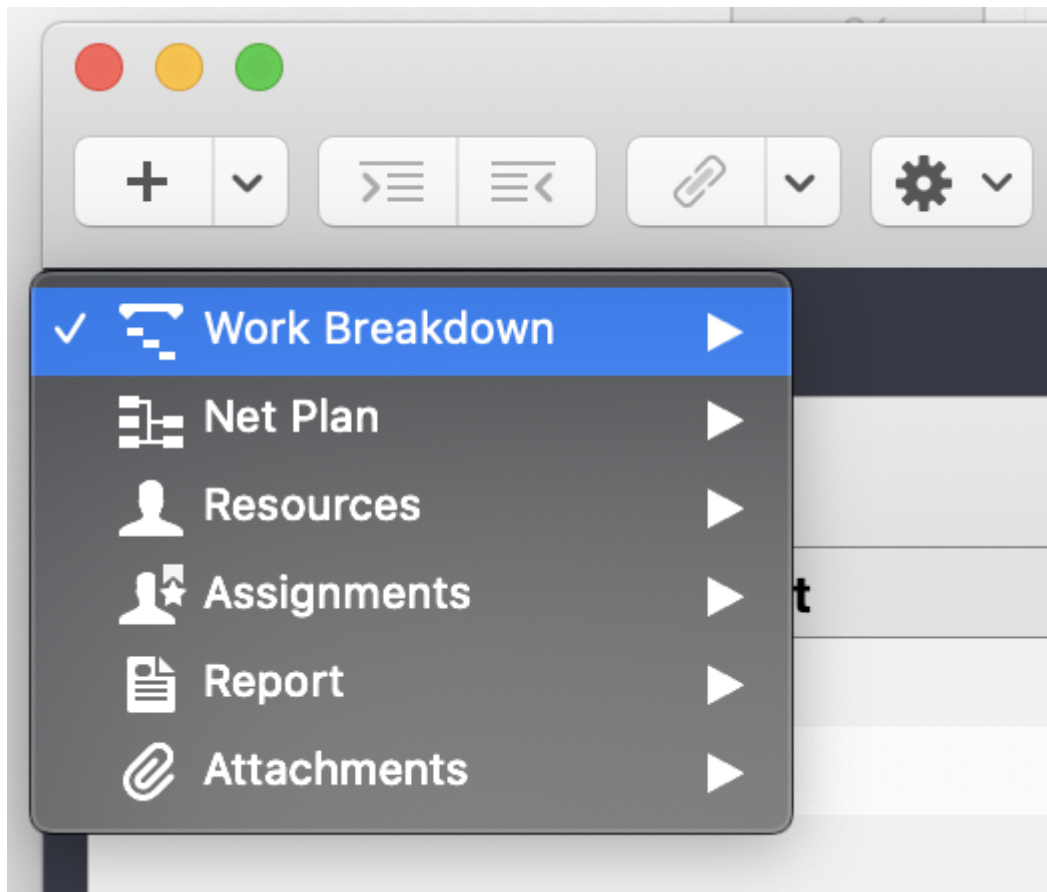 Work Breakdown
Net Plan
Resources
Assignments
t
Report
Attachments